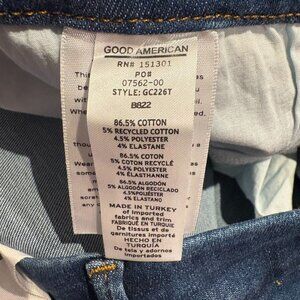 GOOD AMERICAN
RN# 151301
PO#
07562-00
STYLE: GC226T
B822
86.5% COTTON
5% RECYCLED COTTON
4.5% POLYESTER
4% ELASTANE
86.5% COTON
5% COTON RECYCLÉ
4.5% POLYESTER
4% ELASTHANNE
86.5% ALGODÓN
5% ALGODÓN RECICLADO
4.5%POLIÉSTER
4% ELASTANO
MADE IN TURKEY
of imported
fabrics and trim
FABRIQUÉ EN
TURQUIE
De tissus et de
garnitures importés
HECHO EN
TURQUIA
De tela y adornos